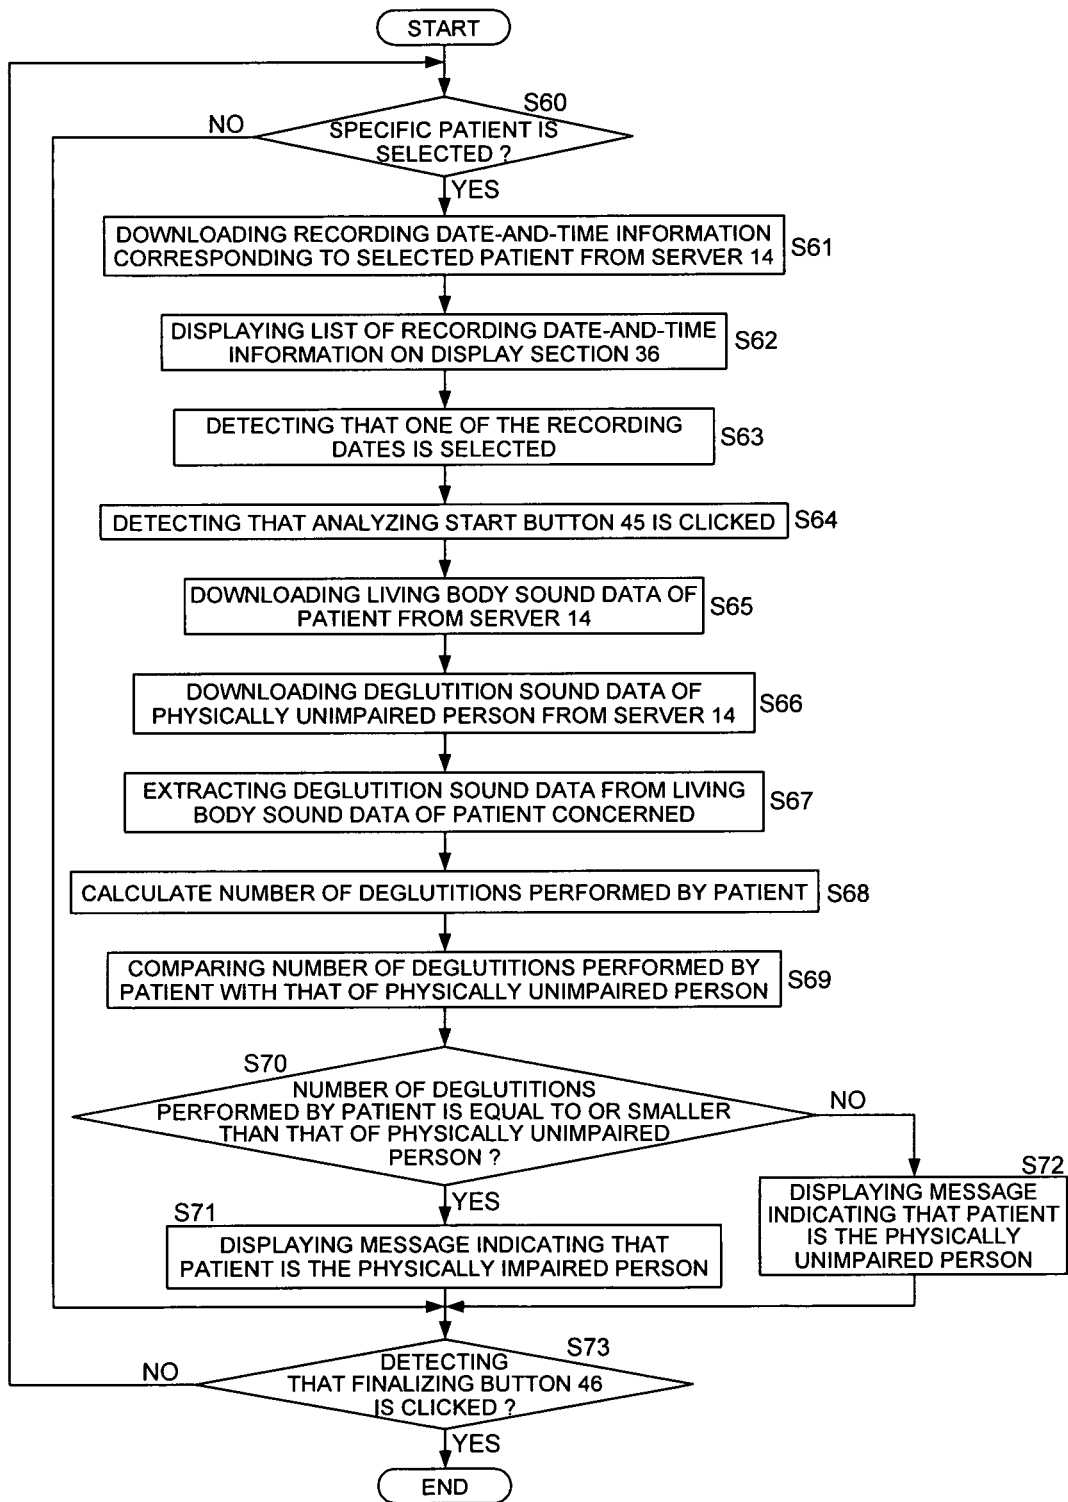 START
S60
NO
SPECIFIC PATIENT IS
SELECTED ?
YES
DOWNLOADING RECORDING DATE-AND-TIME INFORMATION
CORRESPONDING TO SELECTED PATIENT FROM SERVER 14
S61
DISPLAYING LIST OF RECORDING DATE-AND-TIME
INFORMATION ON DISPLAY SECTION 36
S62
DETECTING THAT ONE OF THE RECORDING
DATES IS SELECTED
S63
DETECTING THAT ANALYZING START BUTTON 45 IS CLICKED
S64
DOWNLOADING LIVING BODY SOUND DATA OF
PATIENT FROM SERVER 14
S65
DOWNLOADING DEGLUTITION SOUND DATA OF
PHYSICALLY UNIMPAIRED PERSON FROM SERVER 14
S66
EXTRACTING DEGLUTITION SOUND DATA FROM LIVING
BODY SOUND DATA OF PATIENT CONCERNED
S67
CALCULATE NUMBER OF DEGLUTITIONS PERFORMED BY PATIENT
S68
COMPARING NUMBER OF DEGLUTITIONS PERFORMED BY
PATIENT WITH THAT OF PHYSICALLY UNIMPAIRED PERSON
S69
S70
NUMBER OF DEGLUTITIONS
PERFORMED BY PATIENT IS EQUAL TO OR SMALLER
THAN THAT OF PHYSICALLY UNIMPAIRED
PERSON ?
NO
YES
S71
DISPLAYING MESSAGE INDICATING THAT
PATIENT IS THE PHYSICALLY IMPAIRED PERSON
S72
DISPLAYING MESSAGE
INDICATING THAT PATIENT
IS THE PHYSICALLY
UNIMPAIRED PERSON
S73
NO
DETECTING
THAT FINALIZING BUTTON 46
IS CLICKED ?
YES
END